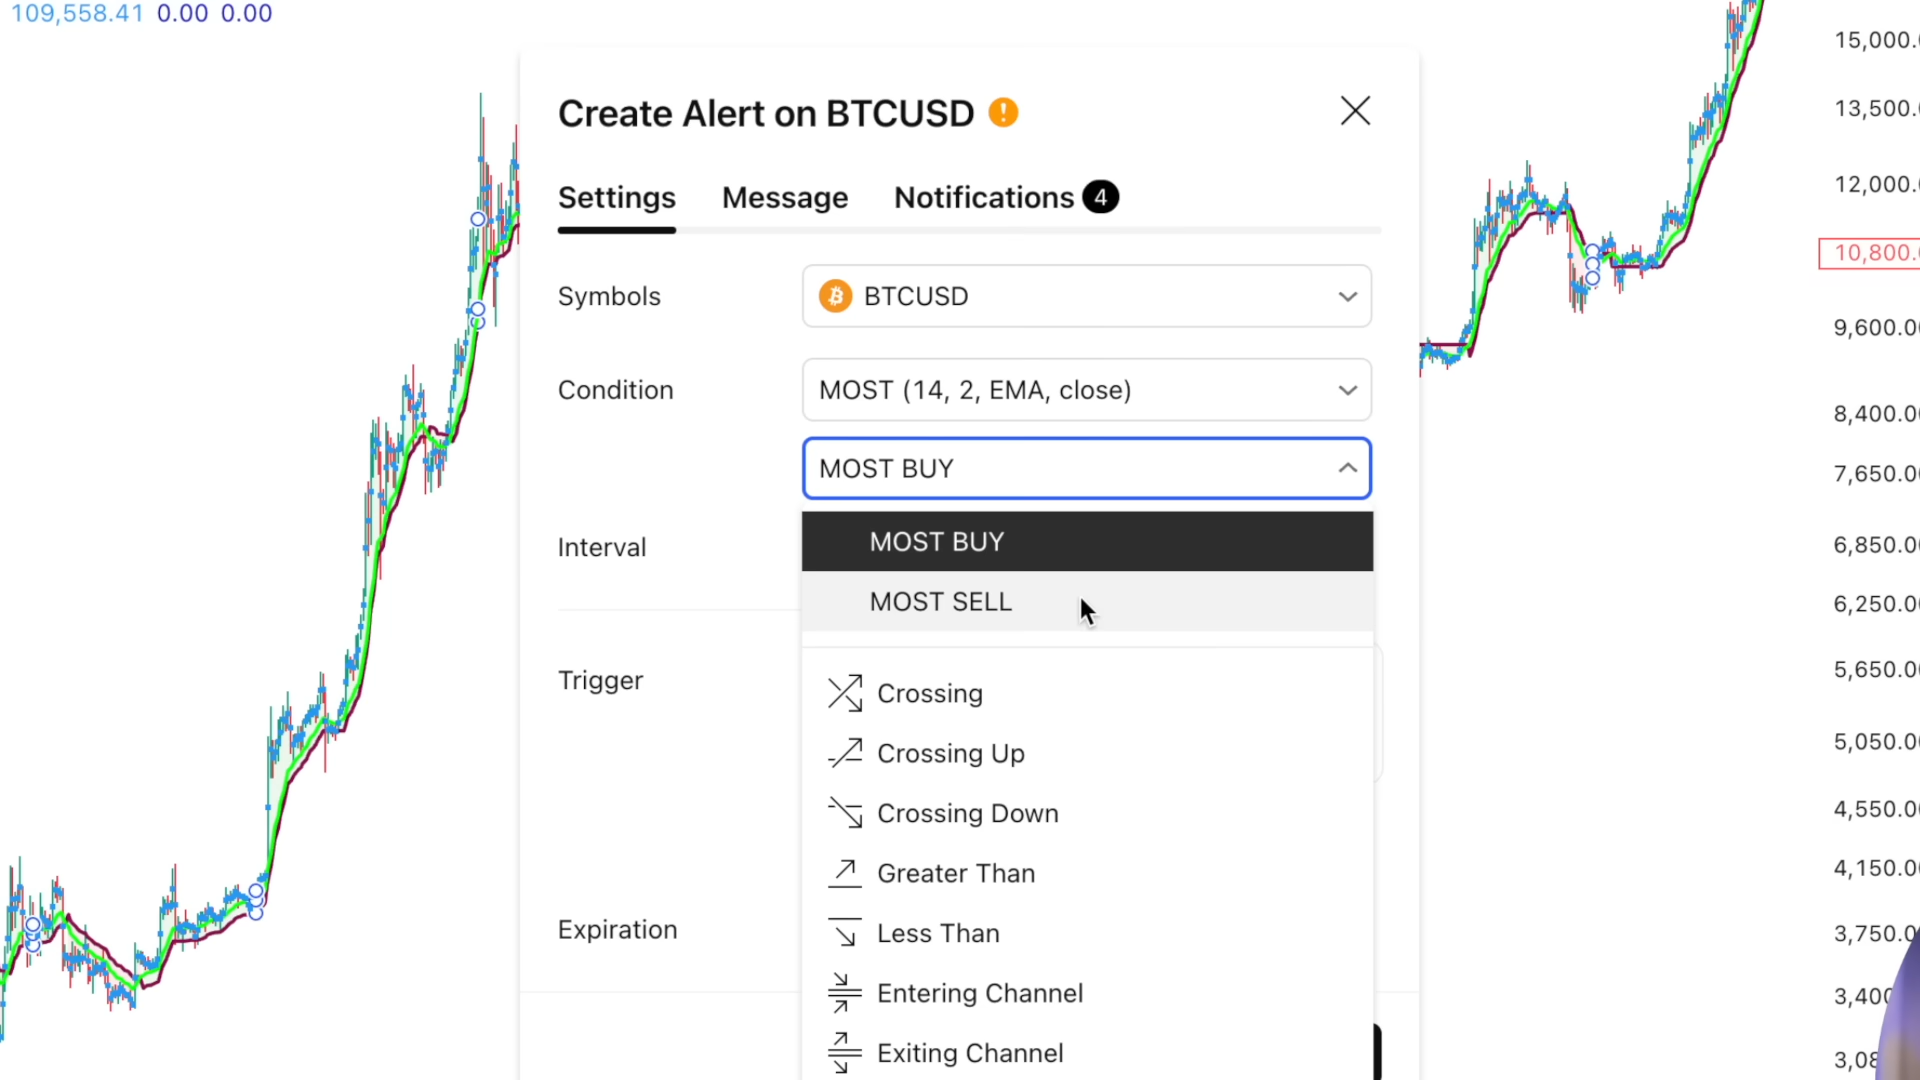 109,558.41 0.00 0.00
Create Alert on BTCUSD
Settings Message Notifications 4
Symbols BTCUSD
Condition MOST (14, 2, EMA, close)
MOST BUY
Interval
MOST BUY
MOST SELL
Trigger
Crossing
Crossing Up
Crossing Down
Greater Than
Expiration
Less Than
Entering Channel
Exiting Channel
15,000.
13,500.
12,000.
10,800.
9,600.0
8,400.0
7,650.0
6,850.0
6,250.0
5,650.0
5,050.0
4,550.0
4,150.0
3,750.0
3,400
3,08